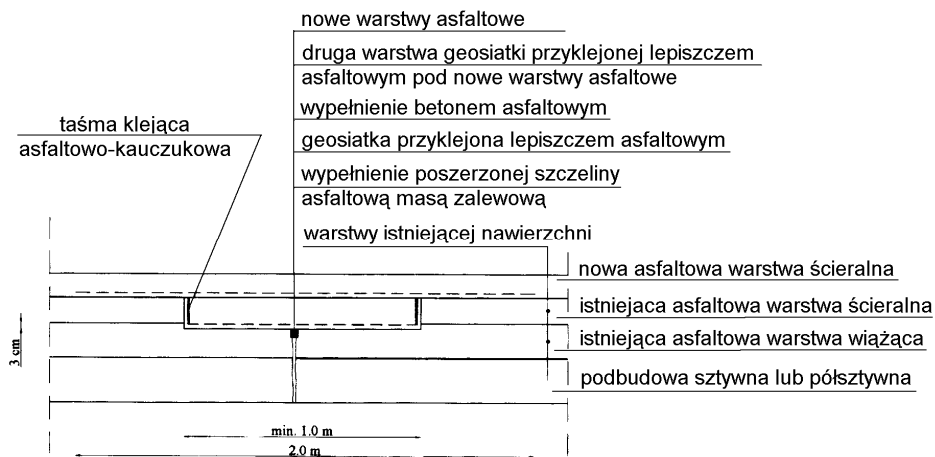 nowe warstwy asfaltowe
druga warstwa geosiatki przyklejonej lepiszczem
asfaltowym pod nowe warstwy asfaltowe
wypełnienie betonem asfaltowym
taśma klejąca
asfaltowo-kauczukowa
geosiatka przyklejona lepiszczem asfaltowym
wypełnienie poszerzonej szczeliny
asfaltową masą zalewową
warstwy istniejącej nawierzchni
nowa asfaltowa warstwa ścieralna
istniejaca asfaltowa warstwa ścieralna
istniejąca asfaltowa warstwa wiążąca
3 cm
podbudowa sztywna lub półsztywna
min. 1.0 m
2.0 m